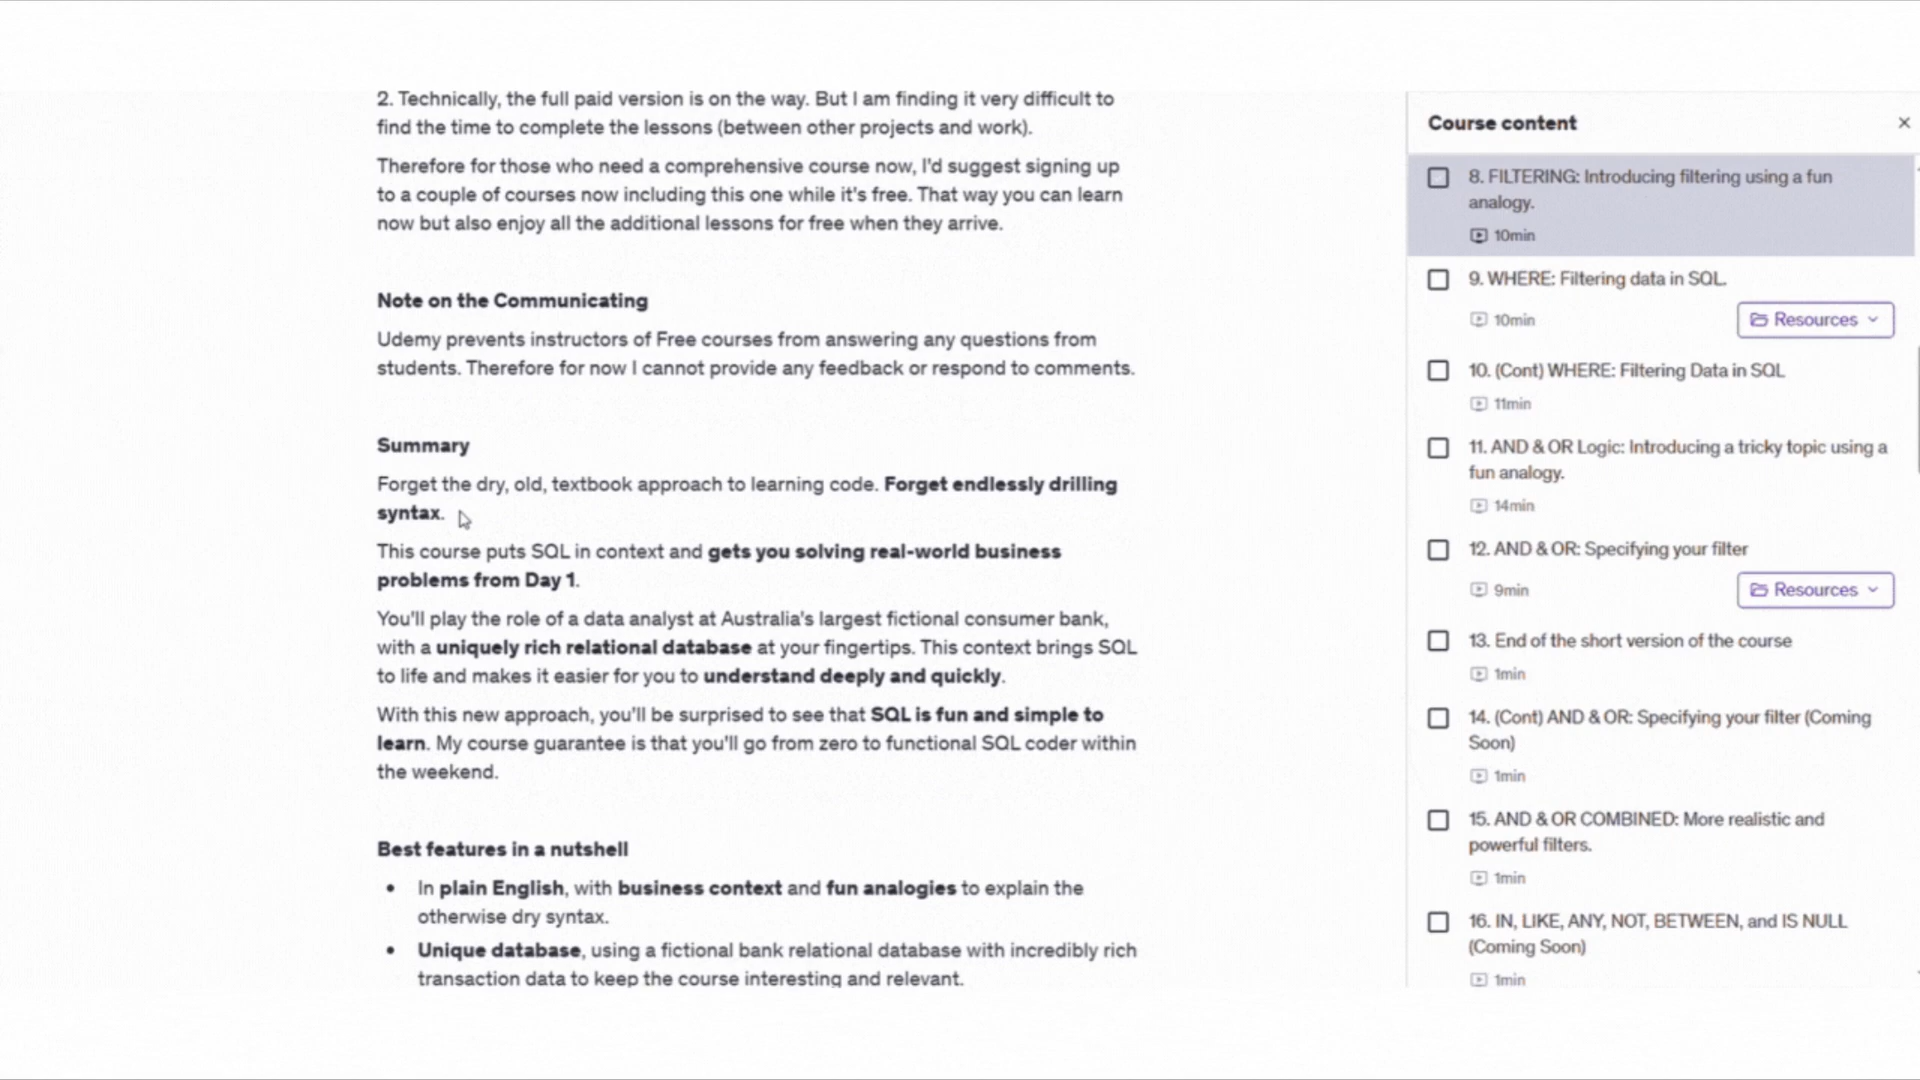 2. Technically, the full paid version is on the way. But I am finding it very difficult to
find the time to complete the lessons (between other projects and work).
Therefore for those who need a comprehensive course now, I'd suggest signing up
to a couple of courses now including this one while it's free. That way you can learn
now but also enjoy all the additional lessons for free when they arrive.
Note on the Communicating
Udemy prevents instructors of Free courses from answering any questions from
students. Therefore for now I cannot provide any feedback or respond to comments.
Summary
Forget the dry, old, textbook approach to learning code. Forget endlessly drilling
syntax.
This course puts SQL in context and gets you solving real-world business
problems from Day 1.
You'll play the role of a data analyst at Australia's largest fictional consumer bank,
with a uniquely rich relational database at your fingertips. This context brings SQL
to life and makes it easier for you to understand deeply and quickly.
With this new approach, you'll be surprised to see that SQL is fun and simple to
learn. My course guarantee is that you'll go from zero to functional SQL coder within
the weekend.
Best features in a nutshell
• In plain English, with business context and fun analogies to explain the
otherwise dry syntax.
• Unique database, using a fictional bank relational database with incredibly rich
transaction data to keep the course interesting and relevant.
Course content
8. FILTERING: Introducing filtering using a fun
analogy.
10min
9. WHERE: Filtering data in SQL.
10min
Resources
10. (Cont) WHERE: Filtering Data in SQL
11min
11. AND & OR Logic: Introducing a tricky topic using a
fun analogy.
14min
12. AND & OR: Specifying your filter
9min
Resources
13. End of the short version of the course
1min
14. (Cont) AND & OR: Specifying your filter (Coming
Soon)
1min
15. AND & OR COMBINED: More realistic and
powerful filters.
1min
16. IN, LIKE, ANY, NOT, BETWEEN, and IS NULL
(Coming Soon)
1min